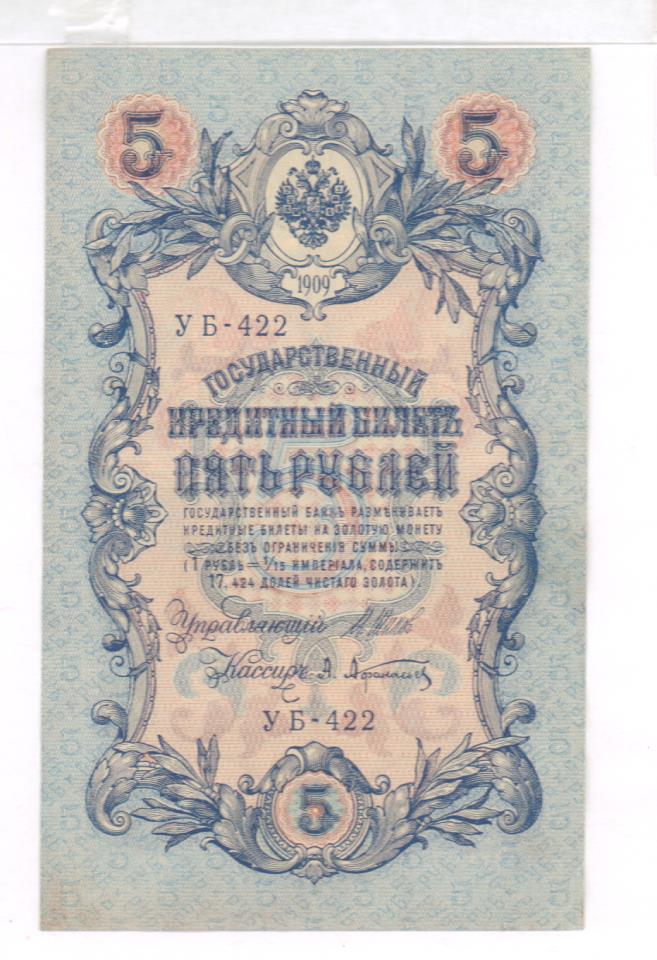 5 5
1909
УБ-422
ГОСУДАРСТВЕННЫЙ
КРЕДИТНЫЙ БИЛЕТЪ
ПЯТЬ РУБЛЕЙ
ГОСУДАРСТВЕННЫЙ БАНКЪ РАЗМѢНИВАЕТЪ
КРЕДИТНЫЕ БИЛЕТЫ НА ЗОЛОТУЮ МОНЕТУ
БЕЗЪ ОГРАНИЧЕНІЯ СУММЫ
(1 РУБЛЬ = 1/15 ИМПЕРІАЛА, СОДЕРЖИТЪ
17,424 ДОЛЕЙ ЧИСТАГО ЗОЛОТА)
Управляющій
Кассиръ А. Афанасьев
УБ-422
5